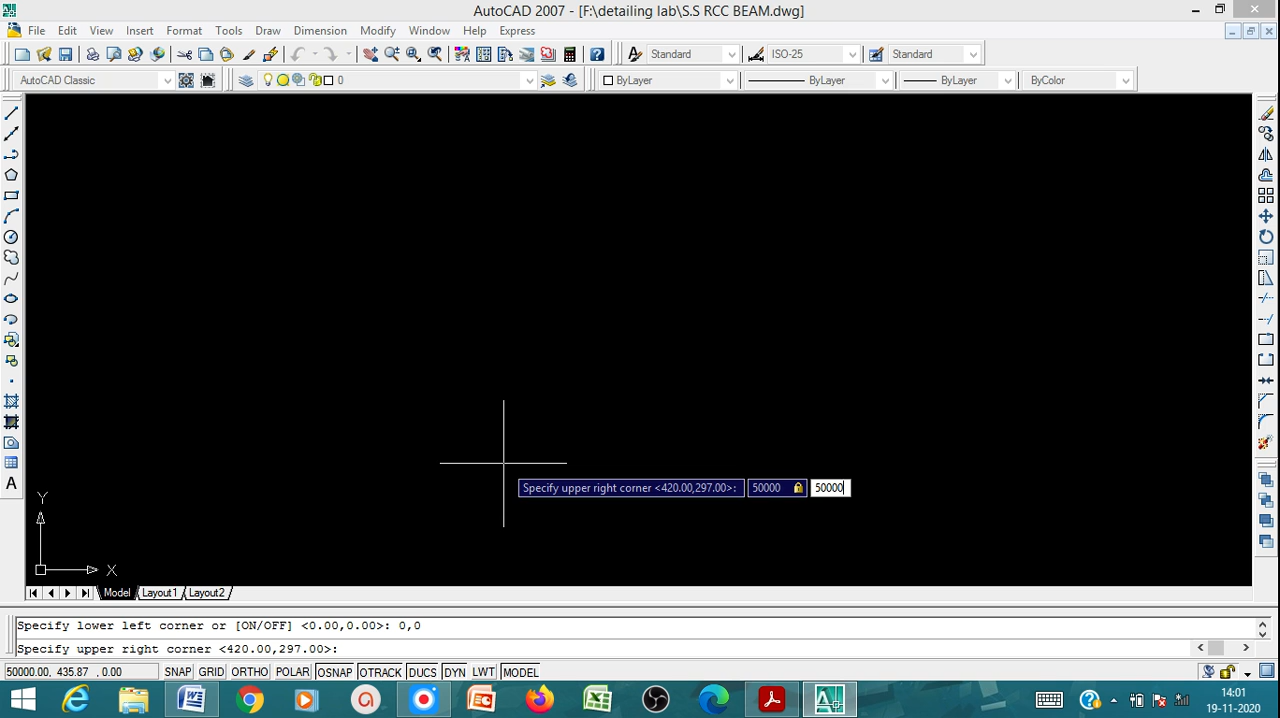 AutoCAD 2007 - [F:\detailing lab\S.S RCC BEAM.dwg]
File Edit View Insert Format Tools Draw Dimension Modify Window Help Express
Standard ISO-25 Standard
AutoCAD Classic 0 ByLayer ByLayer ByLayer ByColor
A
Specify upper right corner <420.00,297.00>: 50000 50000
Y
X
Model Layout1 Layout2
Specify lower left corner or [ON/OFF] <0.00,0.00>: 0,0
Specify upper right corner <420.00,297.00>:
50000.00, 435.87 , 0.00 SNAP GRID ORTHO POLAR OSNAP OTRACK DUCS DYN LWT MODEL
14:01
19-11-2020